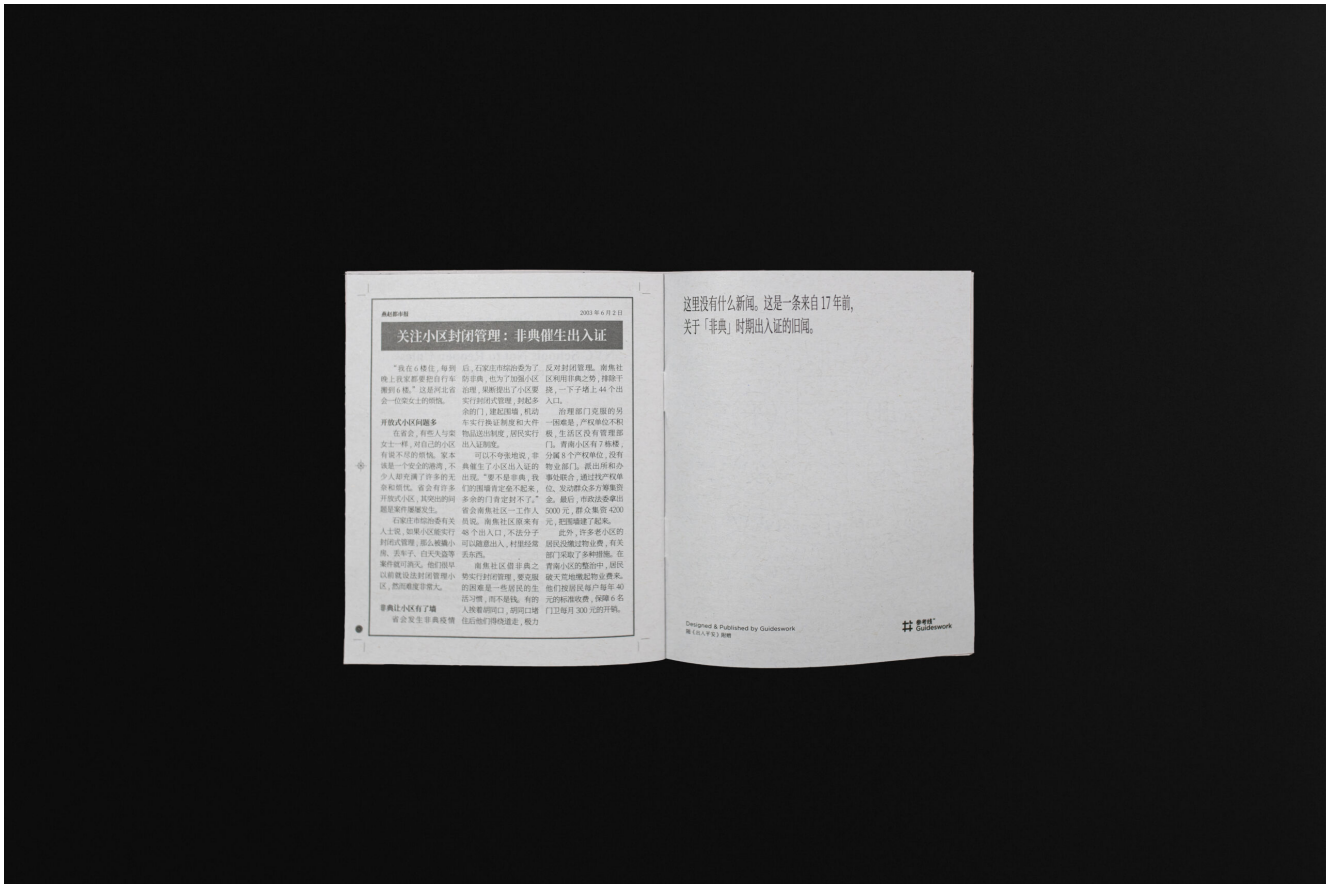 燕赵都市报
2003 年 6 月 2 日
关注小区封闭管理：非典催生出入证
“我在 6 楼住，每到
晚上我家都要把自行车
搬到 6 楼。”这是河北省
会一位荣女士的烦恼。
开放式小区问题多
在省会，有些人与荣
女士一样，对自己的小区
有说不尽的烦恼。家本
该是一个安全的港湾，不
少人却充满了许多的无
奈和烦忧。省会有许多
开放式小区，其突出的问
题是案件屡屡发生。
石家庄市综治委有关
人士说，如果小区能实行
封闭式管理，那么被撬小
房、丢车子、白天失盗等
案件就可消灭。他们很早
以前就设法封闭管理小
区，然而难度非常大。
非典让小区有了墙
省会发生非典疫情
后，石家庄市综治委为了
防非典，也为了加强小区
治理，果断提出了小区要
实行封闭式管理，封起多
余的门，建起围墙，机动
车实行换证制度和大件
物品送出制度，居民实行
出入证制度。
可以不夸张地说，非
典催生了小区出入证的
出现。“要不是非典，我
们的围墙肯定垒不起来，
多余的门肯定封不了。”
省会南焦社区一工作人
员说。南焦社区原来有
48 个出入口，不法分子
可以随意出入，村里经常
丢东西。
南焦社区借非典之
势实行封闭管理，要克服
的困难是一些居民的生
活习惯，而不是钱。有的
人挨着胡同口，胡同口堵
住后他们得绕道走，极力
反对封闭管理。南焦社
区利用非典之势，排除干
挠，一下子堵上 44 个出
入口。
治理部门克服的另
一困难是，产权单位不积
极，生活区没有管理部
门。青南小区有 7 栋楼，
分属 8 个产权单位，没有
物业部门。派出所和办
事处联合，通过找产权单
位、发动群众多方筹集资
金。最后，市政法委拿出
5000 元，群众集资 4200
元，把围墙建了起来。
此外，许多老小区的
居民没缴过物业费，有关
部门采取了多种措施。在
青南小区的整治中，居民
破天荒地缴起物业费来。
他们按居民每户每年 40
元的标准收费，保障 6 名
门卫每月 300 元的开销。
这里没有什么新闻。这是一条来自 17 年前，
关于「非典」时期出入证的旧闻。
Designed & Published by Guideswork
随《出入平安》附赠
参考线
Guideswork